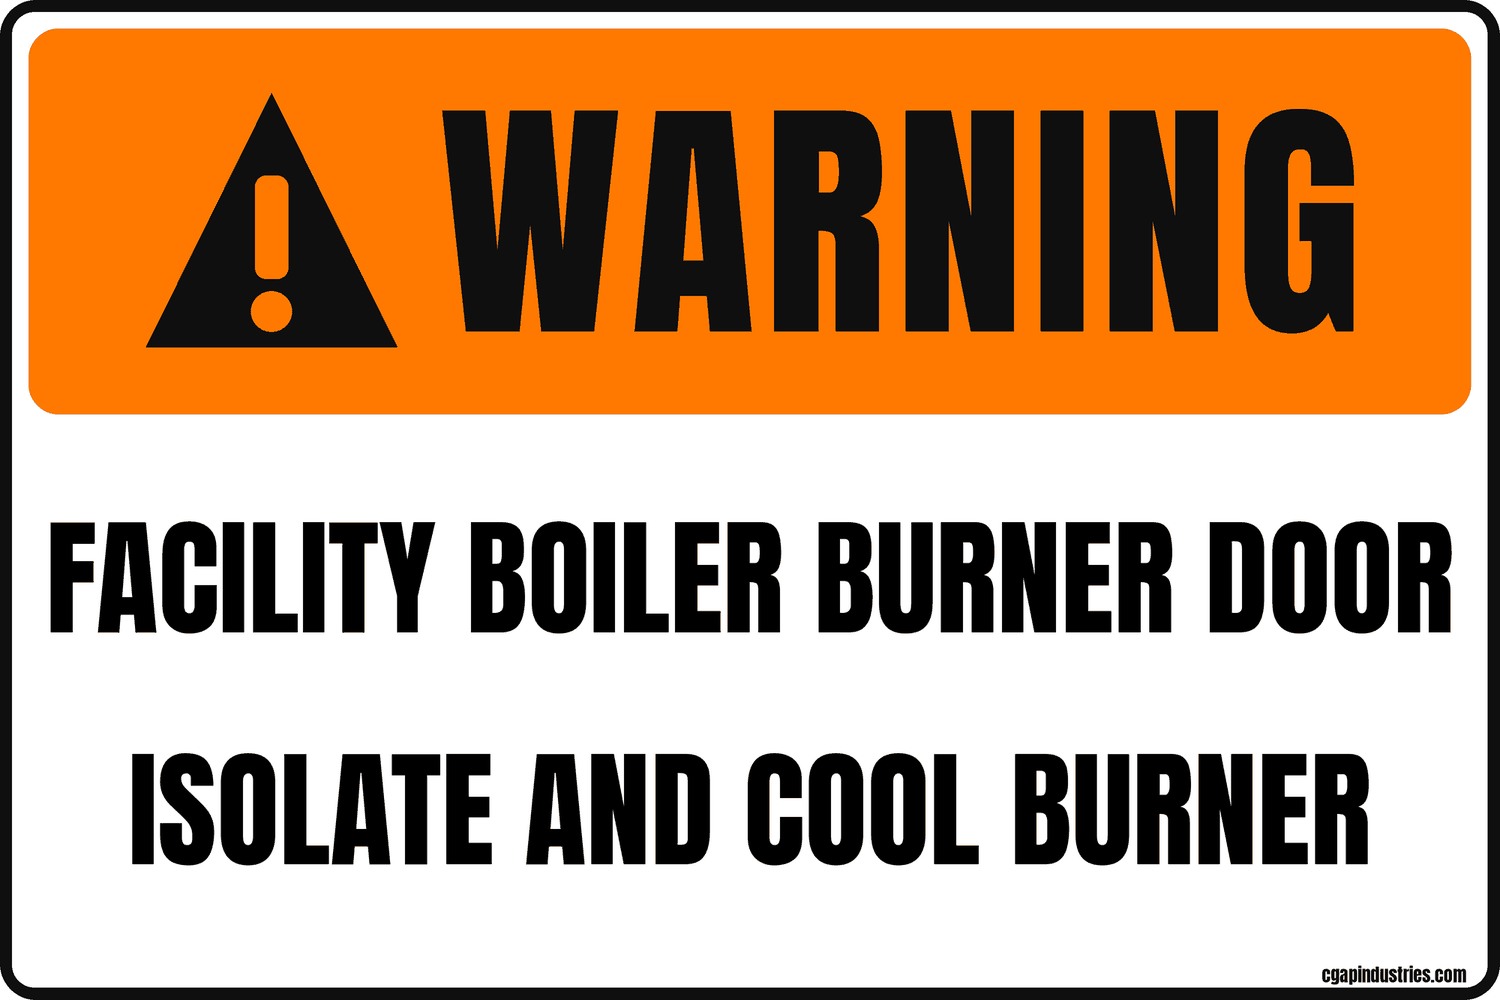 WARNING
FACILITY BOILER BURNER DOOR
ISOLATE AND COOL BURNER
cgapindustries.com